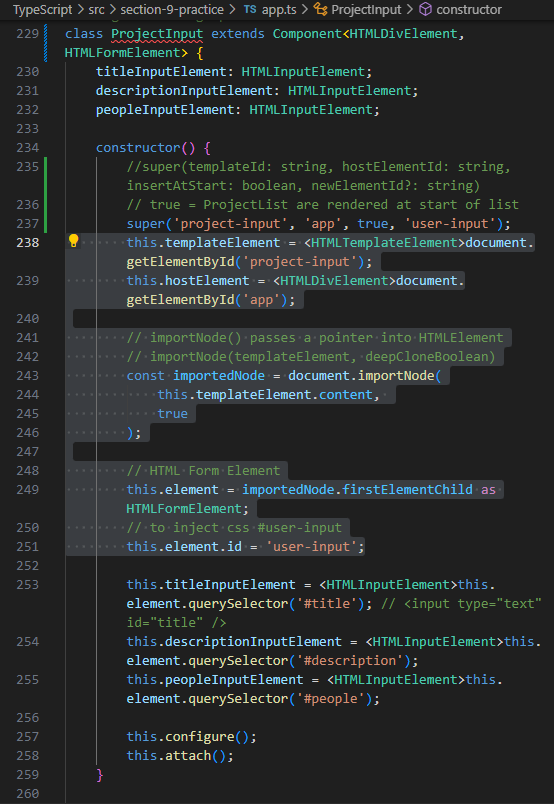 TypeScript > src > section-9-practice > TS app.ts > ProjectInput > constructor
229 class ProjectInput extends Component<HTMLDivElement,
HTMLFormElement> {
230 titleInputElement: HTMLInputElement;
231 descriptionInputElement: HTMLInputElement;
232 peopleInputElement: HTMLInputElement;
233
234 constructor() {
235 //super(templateId: string, hostElementId: string,
insertAtStart: boolean, newElementId?: string)
236 // true = ProjectList are rendered at start of list
237 super('project-input', 'app', true, 'user-input');
238 this.templateElement = <HTMLTemplateElement>document.
getElementById('project-input');
239 this.hostElement = <HTMLDivElement>document.
getElementById('app');
240
241 // importNode() passes a pointer into HTMLElement
242 // importNode(templateElement, deepCloneBoolean)
243 const importedNode = document.importNode(
244 this.templateElement.content,
245 true
246 );
247
248 // HTML Form Element
249 this.element = importedNode.firstElementChild as
HTMLFormElement;
250 // to inject css #user-input
251 this.element.id = 'user-input';
252
253 this.titleInputElement = <HTMLInputElement>this.
element.querySelector('#title'); // <input type="text"
id="title" />
254 this.descriptionInputElement = <HTMLInputElement>this.
element.querySelector('#description');
255 this.peopleInputElement = <HTMLInputElement>this.
element.querySelector('#people');
256
257 this.configure();
258 this.attach();
259 }
260